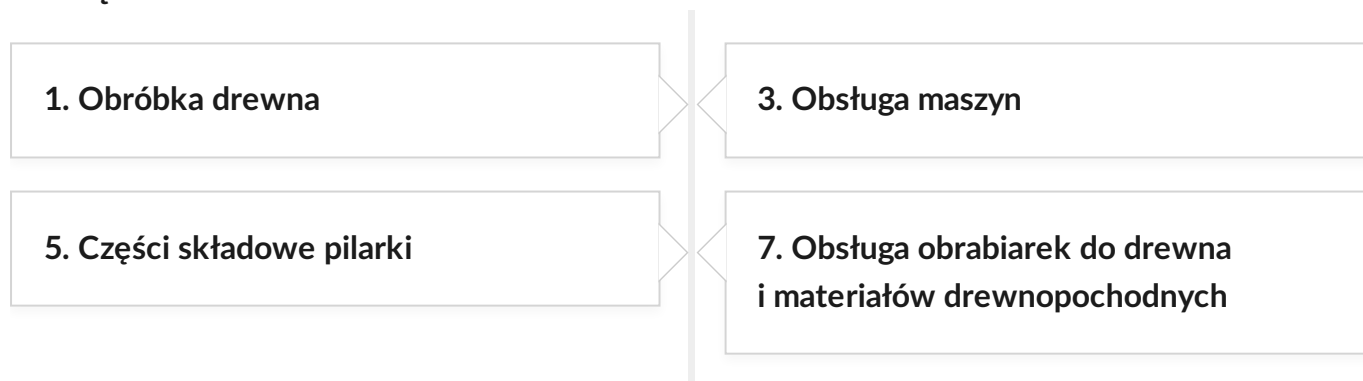 1. Obróbka drewna
3. Obsługa maszyn
5. Części składowe pilarki
7. Obsługa obrabiarek do drewna
i materiałów drewnopochodnych